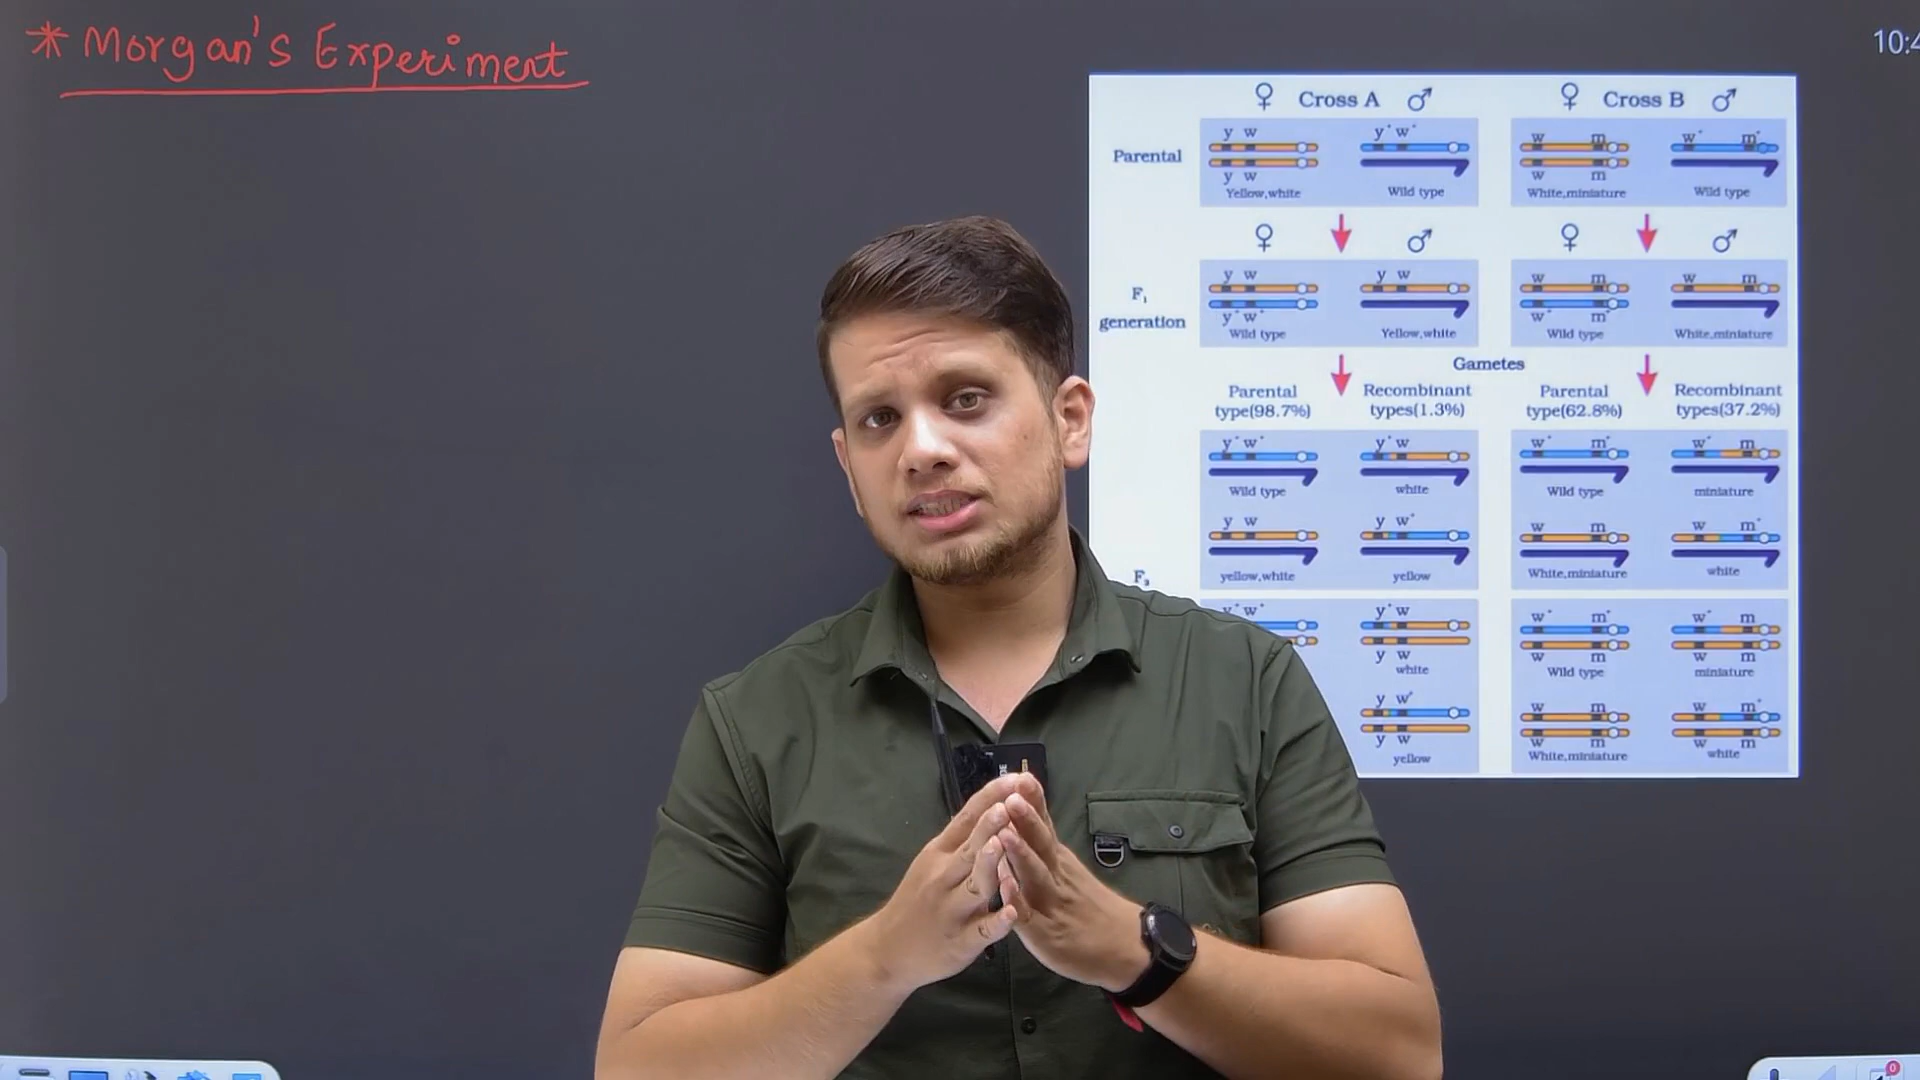 * Morgan's Experiment
10:4
♀ Cross A ♂ ♀ Cross B ♂
y w y⁺ w⁺ w m w⁺ m⁺
Parental
y w w m
Yellow,white Wild type White,miniature Wild type
♀ ♂ ♀ ♂
y w y w w m w m
F₁
generation
y⁺ w⁺ w⁺ m⁺
Wild type Yellow,white Wild type White,miniature
Gametes
Parental Recombinant Parental Recombinant
type(98.7%) types(1.3%) type(62.8%) types(37.2%)
y⁺ w⁺ y⁺ w w⁺ m⁺ w⁺ m
Wild type white Wild type miniature
y w y w⁺ w m w m⁺
yellow,white yellow White,miniature white
F₂
y⁺ w⁺ y⁺ w w⁺ m⁺ w⁺ m
y w w m w m
white Wild type miniature
y w⁺ w m w m⁺
y w w m w m
yellow White,miniature white
0